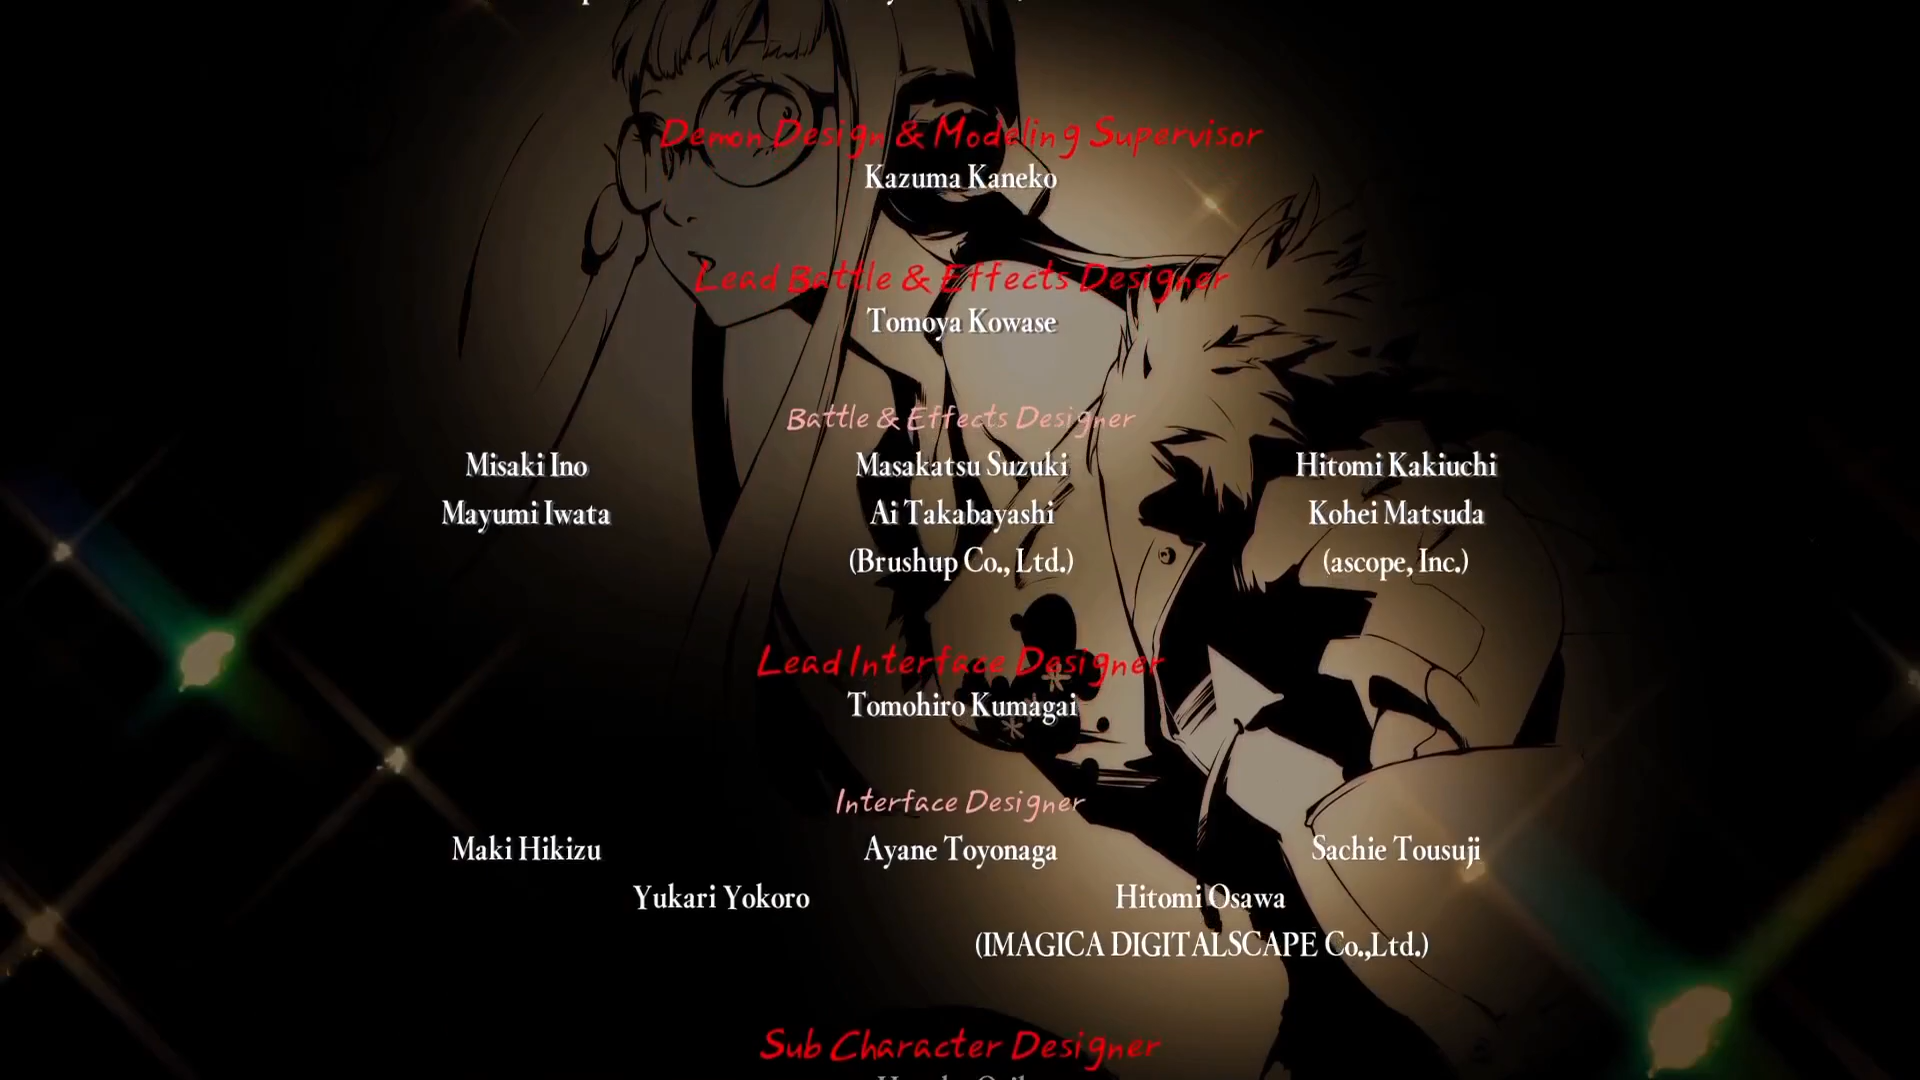 Demon Design & Modeling Supervisor
Kazuma Kaneko
Lead Battle & Effects Designer
Tomoya Kowase
Battle & Effects Designer
Misaki Ino Masakatsu Suzuki Hitomi Kakiuchi
Mayumi Iwata Ai Takabayashi Kohei Matsuda
(Brushup Co., Ltd.) (ascope, Inc.)
Lead Interface Designer
Tomohiro Kumagai
Interface Designer
Maki Hikizu Ayane Toyonaga Sachie Tousuji
Yukari Yokoro Hitomi Osawa
(IMAGICA DIGITALSCAPE Co.,Ltd.)
Sub Character Designer